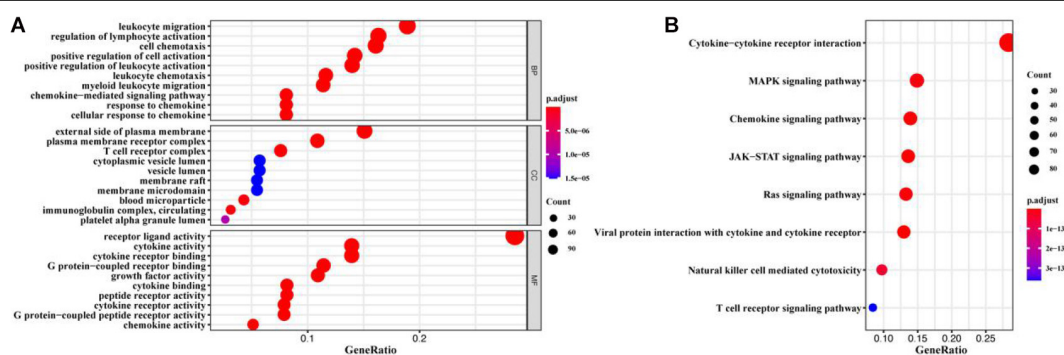 A
leukocyte migration
regulation of lymphocyte activation
cell chemotaxis
positive regulation of cell activation
positive regulation of leukocyte activation
leukocyte chemotaxis
myeloid leukocyte migration
chemokine−mediated signaling pathway
response to chemokine
cellular response to chemokine
BP
external side of plasma membrane
plasma membrane receptor complex
T cell receptor complex
cytoplasmic vesicle lumen
vesicle lumen
membrane raft
membrane microdomain
blood microparticle
immunoglobulin complex, circulating
platelet alpha granule lumen
CC
receptor ligand activity
cytokine activity
cytokine receptor binding
G protein−coupled receptor binding
growth factor activity
cytokine binding
peptide receptor activity
cytokine receptor activity
G protein−coupled peptide receptor activity
chemokine activity
MF
0.1
0.2
GeneRatio
p.adjust
5.0e−06
1.0e−05
1.5e−05
Count
30
60
90
B
Cytokine−cytokine receptor interaction
MAPK signaling pathway
Chemokine signaling pathway
JAK−STAT signaling pathway
Ras signaling pathway
Viral protein interaction with cytokine and cytokine receptor
Natural killer cell mediated cytotoxicity
T cell receptor signaling pathway
0.10
0.15
0.20
0.25
GeneRatio
Count
30
40
50
60
70
80
p.adjust
1e−13
2e−13
3e−13